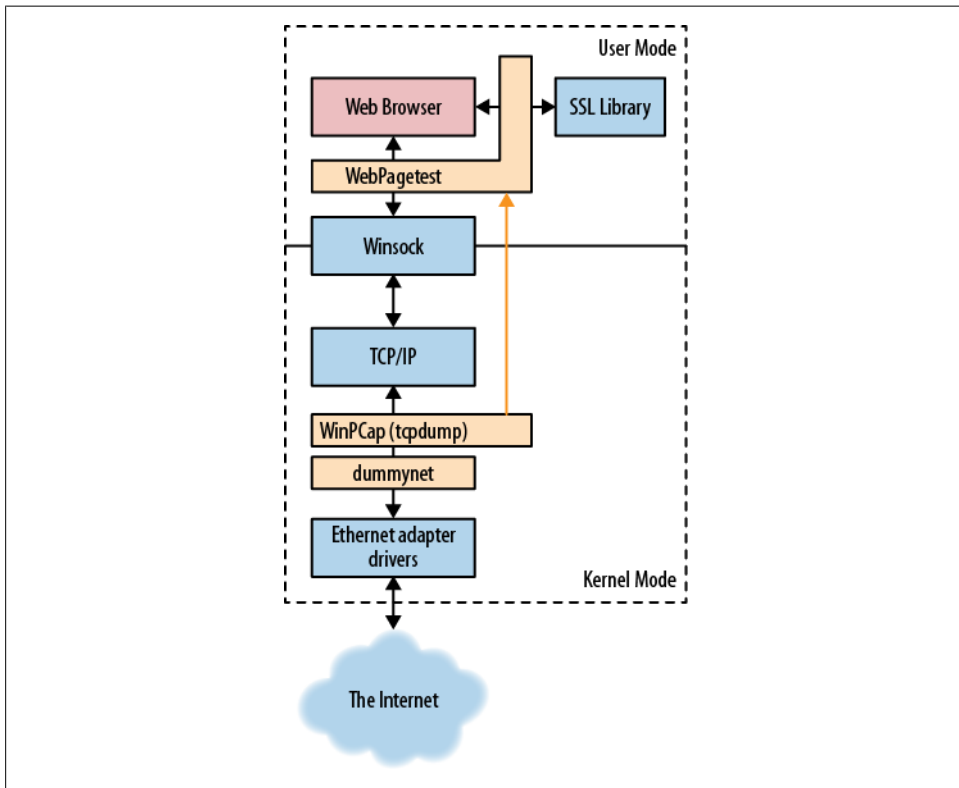 User Mode
Web Browser
SSL Library
WebPagetest
Winsock
TCP/IP
WinPCap (tcpdump)
dummynet
Ethernet adapter
drivers
Kernel Mode
The Internet